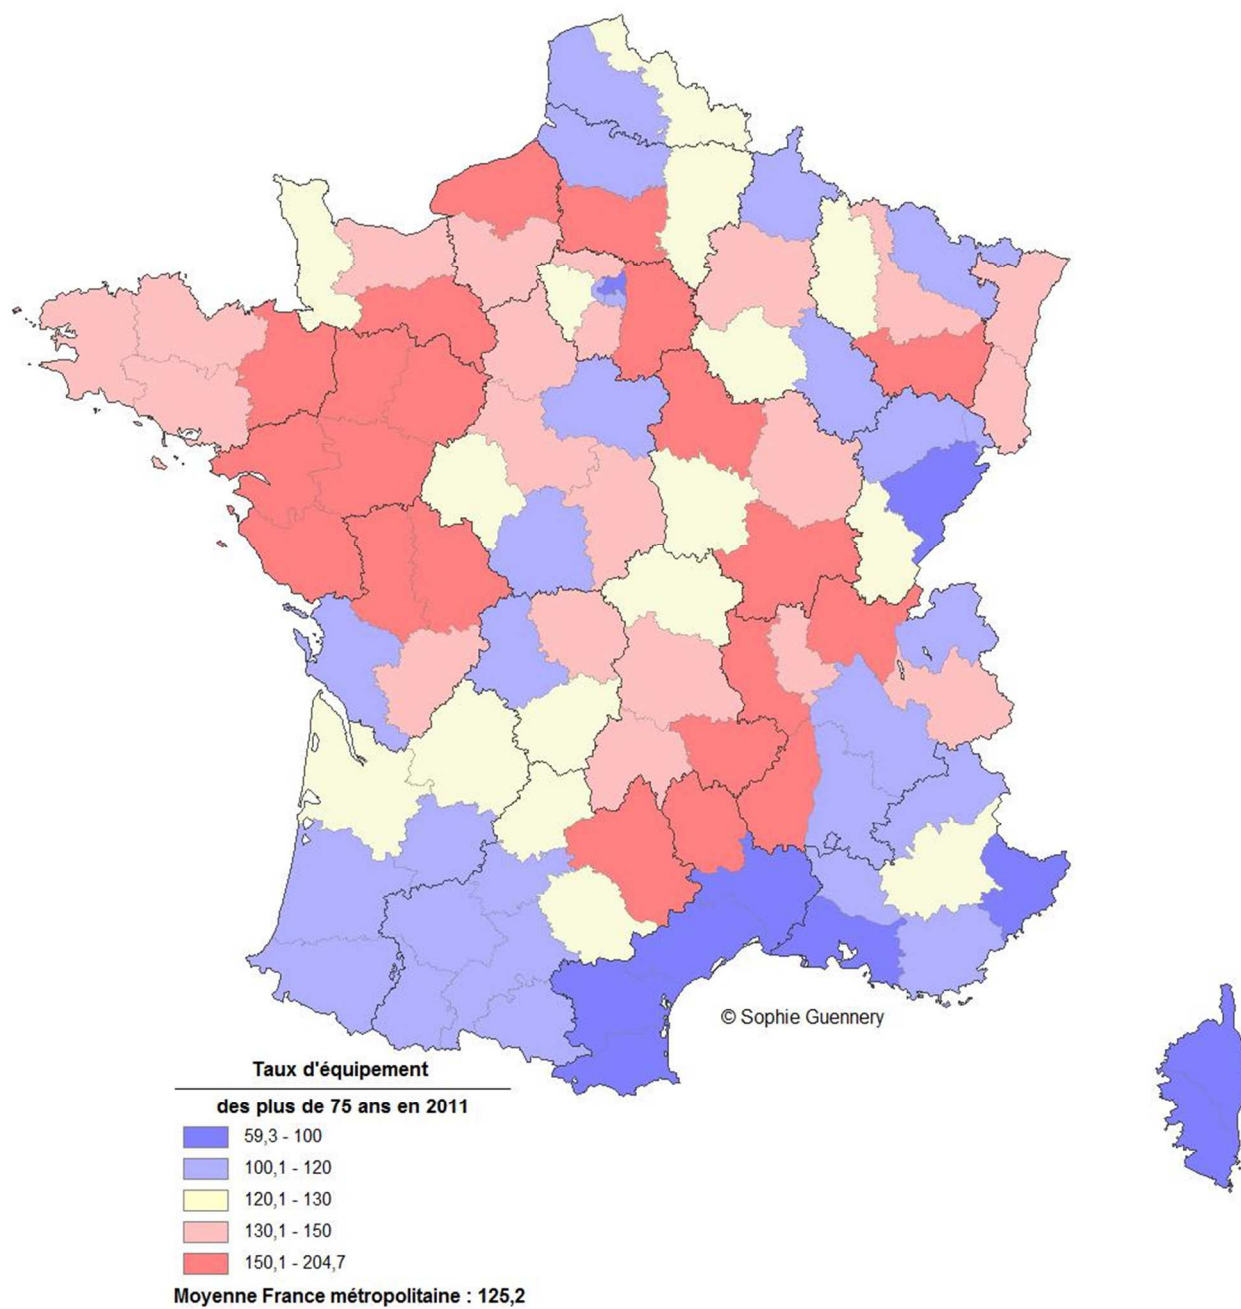 © Sophie Guennery
Taux d'équipement
des plus de 75 ans en 2011
59,3 - 100
100,1 - 120
120,1 - 130
130,1 - 150
150,1 - 204,7
Moyenne France métropolitaine : 125,2